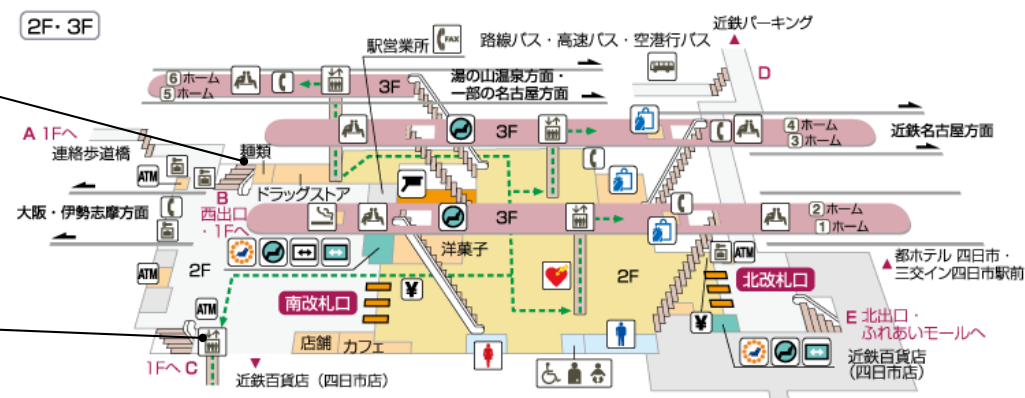 2F・3F
近鉄パーキング
駅営業所
FAX
路線バス・高速バス・空港行バス
D
6 ホーム
5 ホーム
3F
湯の山温泉方面・
一部の名古屋方面
A 1Fへ
連絡歩道橋
麺類
3F
4 ホーム
3 ホーム
近鉄名古屋方面
ATM
ドラッグストア
大阪・伊勢志摩方面
B
西出口
・1Fへ
3F
2 ホーム
1 ホーム
洋菓子
都ホテル 四日市・
三交イン四日市駅前
ATM
2F
2F
ATM
北改札口
南改札口
¥
ATM
¥
E 北出口・
ふれあいモールへ
店舗
カフェ
近鉄百貨店
(四日市店)
1Fへ C
近鉄百貨店(四日市店)